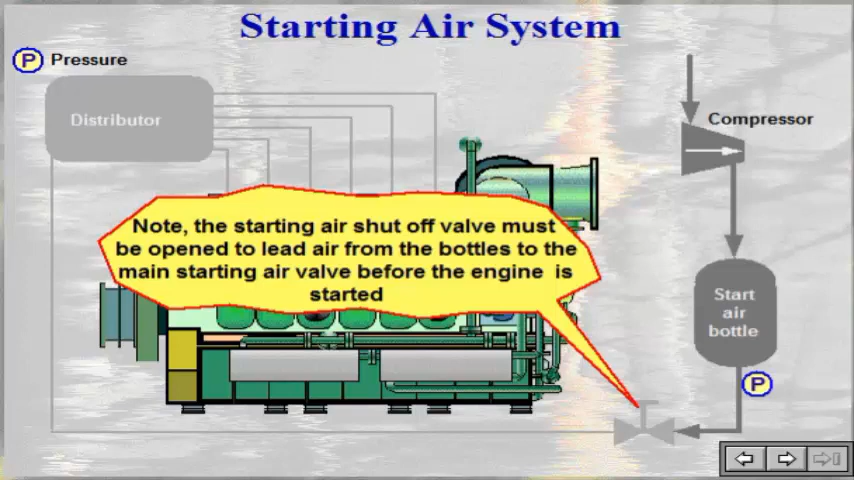 Starting Air System
P Pressure
Distributor
Compressor
Note, the starting air shut off valve must
be opened to lead air from the bottles to the
main starting air valve before the engine is
started
Start
air
bottle
P